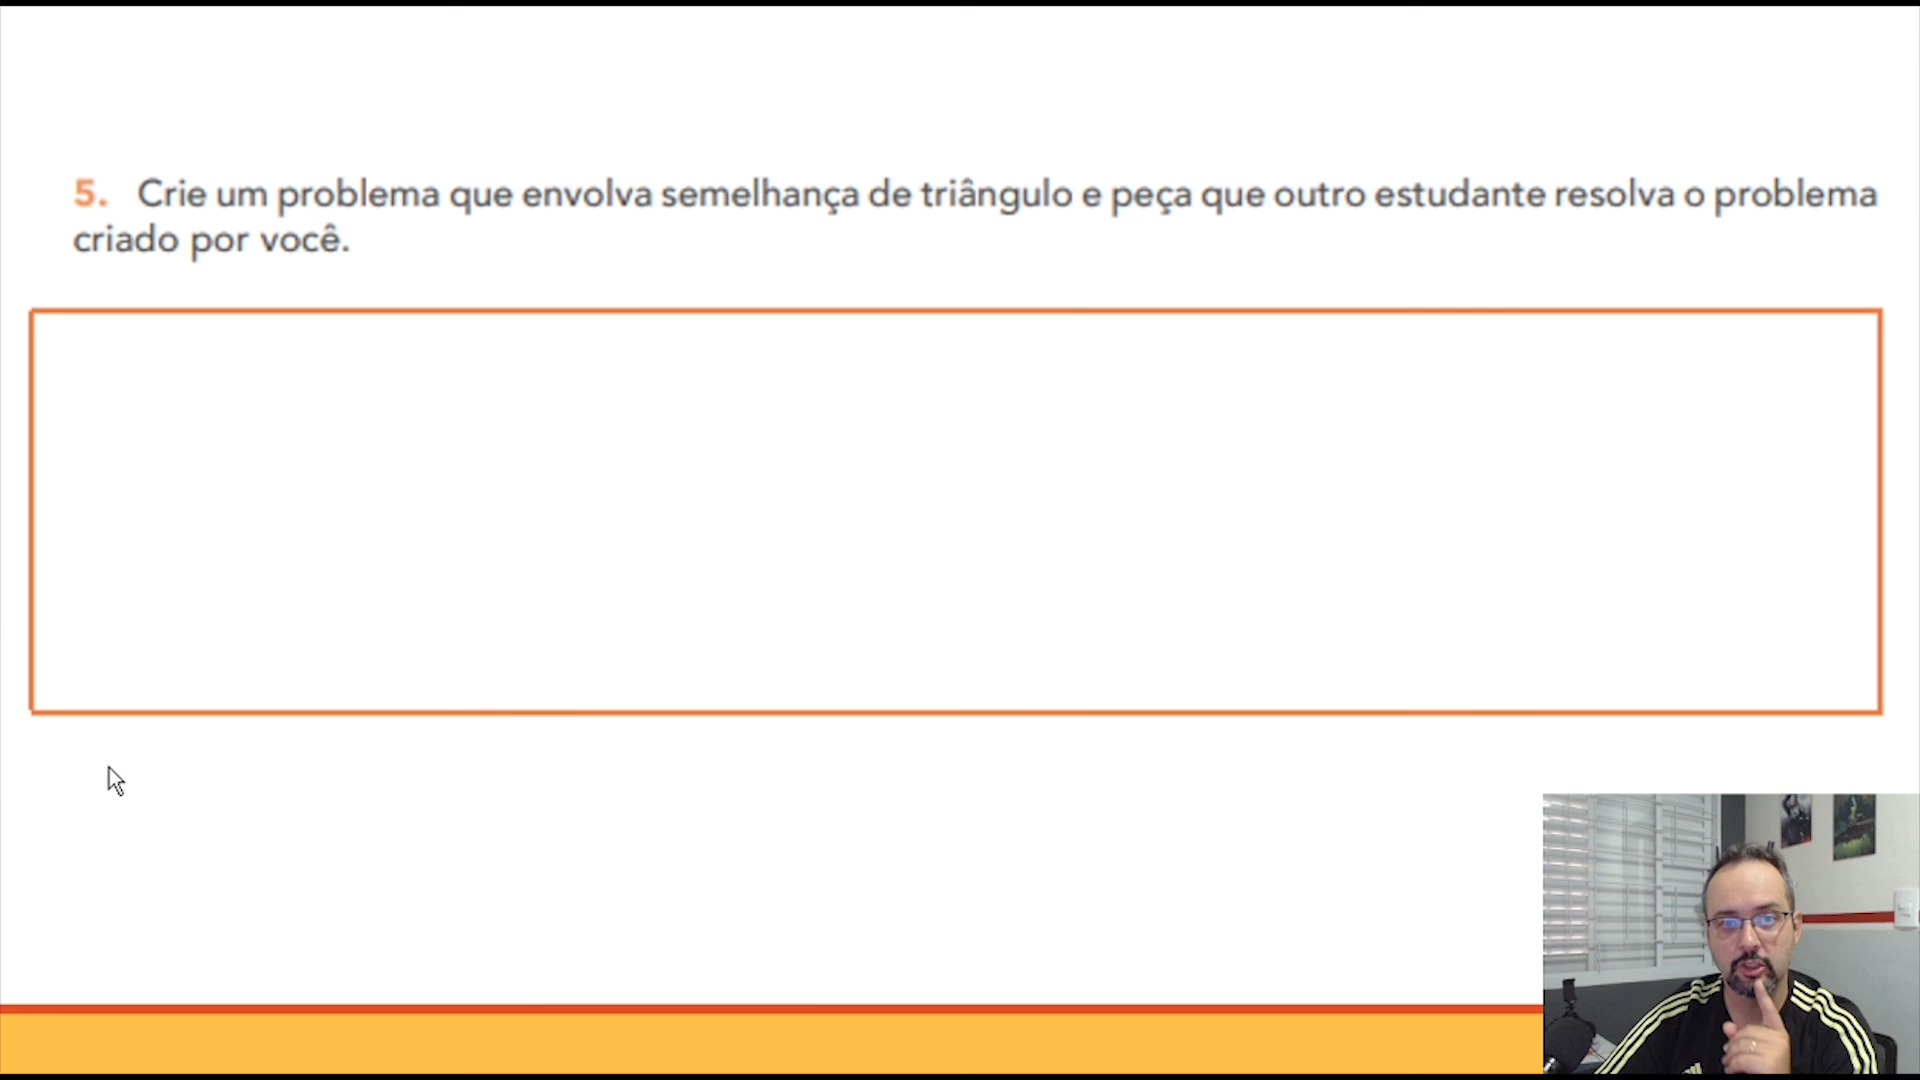 5. Crie um problema que envolva semelhança de triângulo e peça que outro estudante resolva o problema
criado por você.